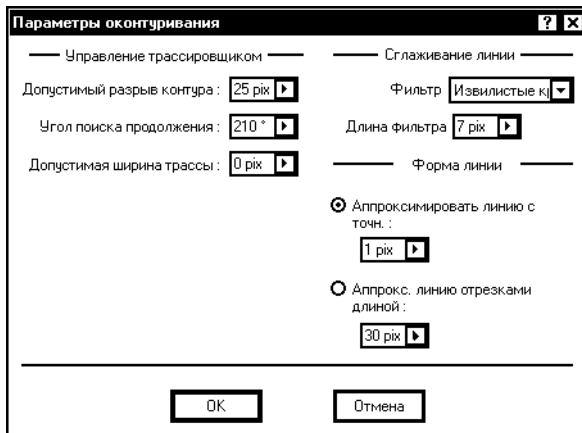 Параметры оконтуривания
Управление трассировщиком
Допустимый разрыв контура : 25 pix
Угол поиска продолжения : 210 °
Допустимая ширина трассы : 0 pix
Сглаживание линии
Фильтр Извилистые к
Длина фильтра 7 pix
Форма линии
Аппроксимировать линию с
точн. :
1 pix
Аппрокс. линию отрезками
длиной :
30 pix
OK Отмена